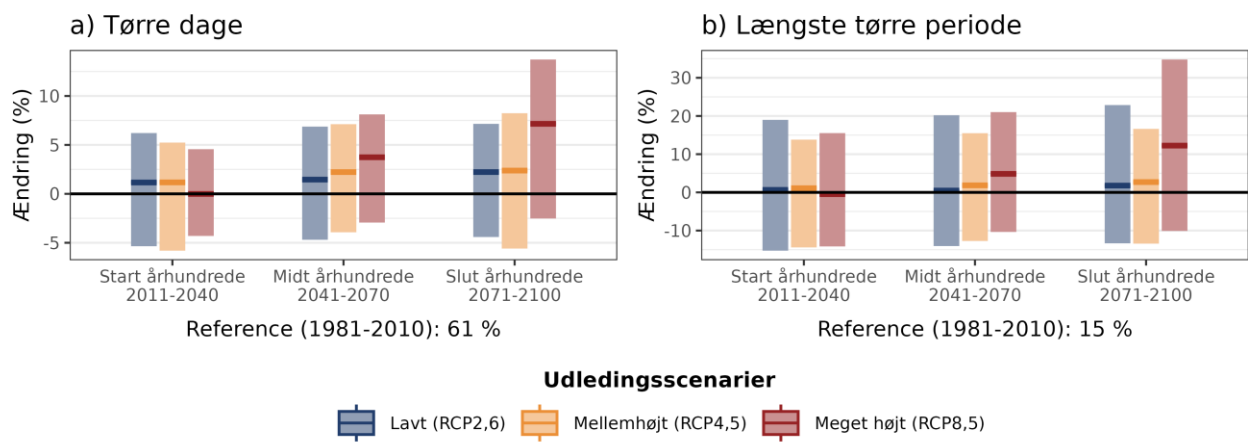 a) Tørre dage
Ændring (%)
10
5
0
-5
Start århundrede
2011-2040
Midt århundrede
2041-2070
Slut århundrede
2071-2100
Reference (1981-2010): 61 %
b) Længste tørre periode
Ændring (%)
30
20
10
0
-10
Start århundrede
2011-2040
Midt århundrede
2041-2070
Slut århundrede
2071-2100
Reference (1981-2010): 15 %
Udledingsscenarier
Lavt (RCP2,6)
Mellemhøjt (RCP4,5)
Meget højt (RCP8,5)